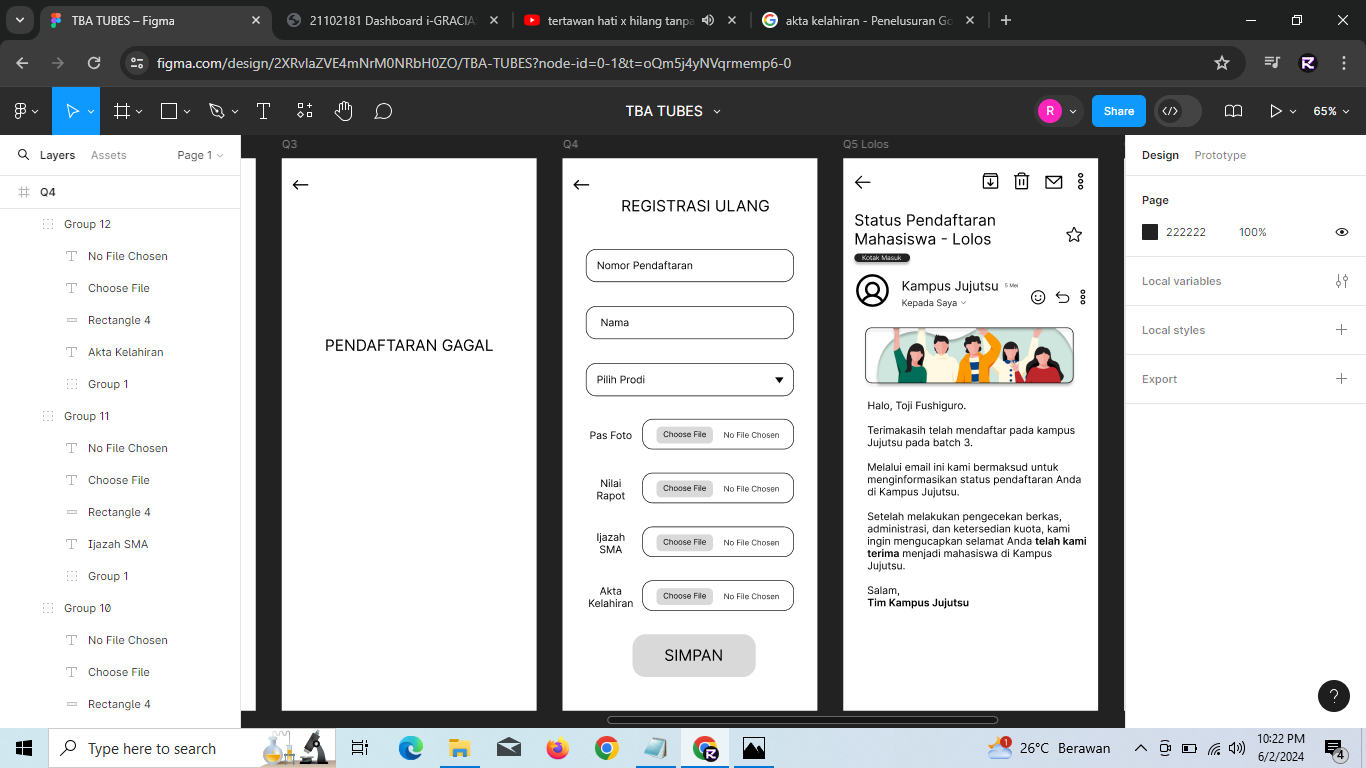 TBA TUBES – Figma
21102181 Dashboard i-GRACIAS
tertawan hati x hilang tanpa
akta kelahiran - Penelusuran Go
figma.com/design/2XRvlaZVE4mNrM0NRbH0ZO/TBA-TUBES?node-id=0-1&t=oQm5j4yNVqrmemp6-0
TBA TUBES
R
Share
65%
Layers
Assets
Page 1
Q4
Group 12
No File Chosen
Choose File
Rectangle 4
Akta Kelahiran
Group 1
Group 11
No File Chosen
Choose File
Rectangle 4
Ijazah SMA
Group 1
Group 10
No File Chosen
Choose File
Rectangle 4
Q3
PENDAFTARAN GAGAL
Q4
REGISTRASI ULANG
Nomor Pendaftaran
Nama
Pilih Prodi
Pas Foto
Choose File
No File Chosen
Nilai
Rapot
Choose File
No File Chosen
Ijazah
SMA
Choose File
No File Chosen
Akta
Kelahiran
Choose File
No File Chosen
SIMPAN
Q5 Lolos
Status Pendaftaran
Mahasiswa - Lolos
Kotak Masuk
Kampus Jujutsu
5 Mei
Kepada Saya
Halo, Toji Fushiguro.
Terimakasih telah mendaftar pada kampus
Jujutsu pada batch 3.
Melalui email ini kami bermaksud untuk
menginformasikan status pendaftaran Anda
di Kampus Jujutsu.
Setelah melakukan pengecekan berkas,
administrasi, dan ketersedian kuota, kami
ingin mengucapkan selamat Anda telah kami
terima menjadi mahasiswa di Kampus
Jujutsu.
Salam,
Tim Kampus Jujutsu
Design
Prototype
Page
222222
100%
Local variables
Local styles
Export
?
Type here to search
1
26°C Berawan
10:22 PM
6/2/2024
4